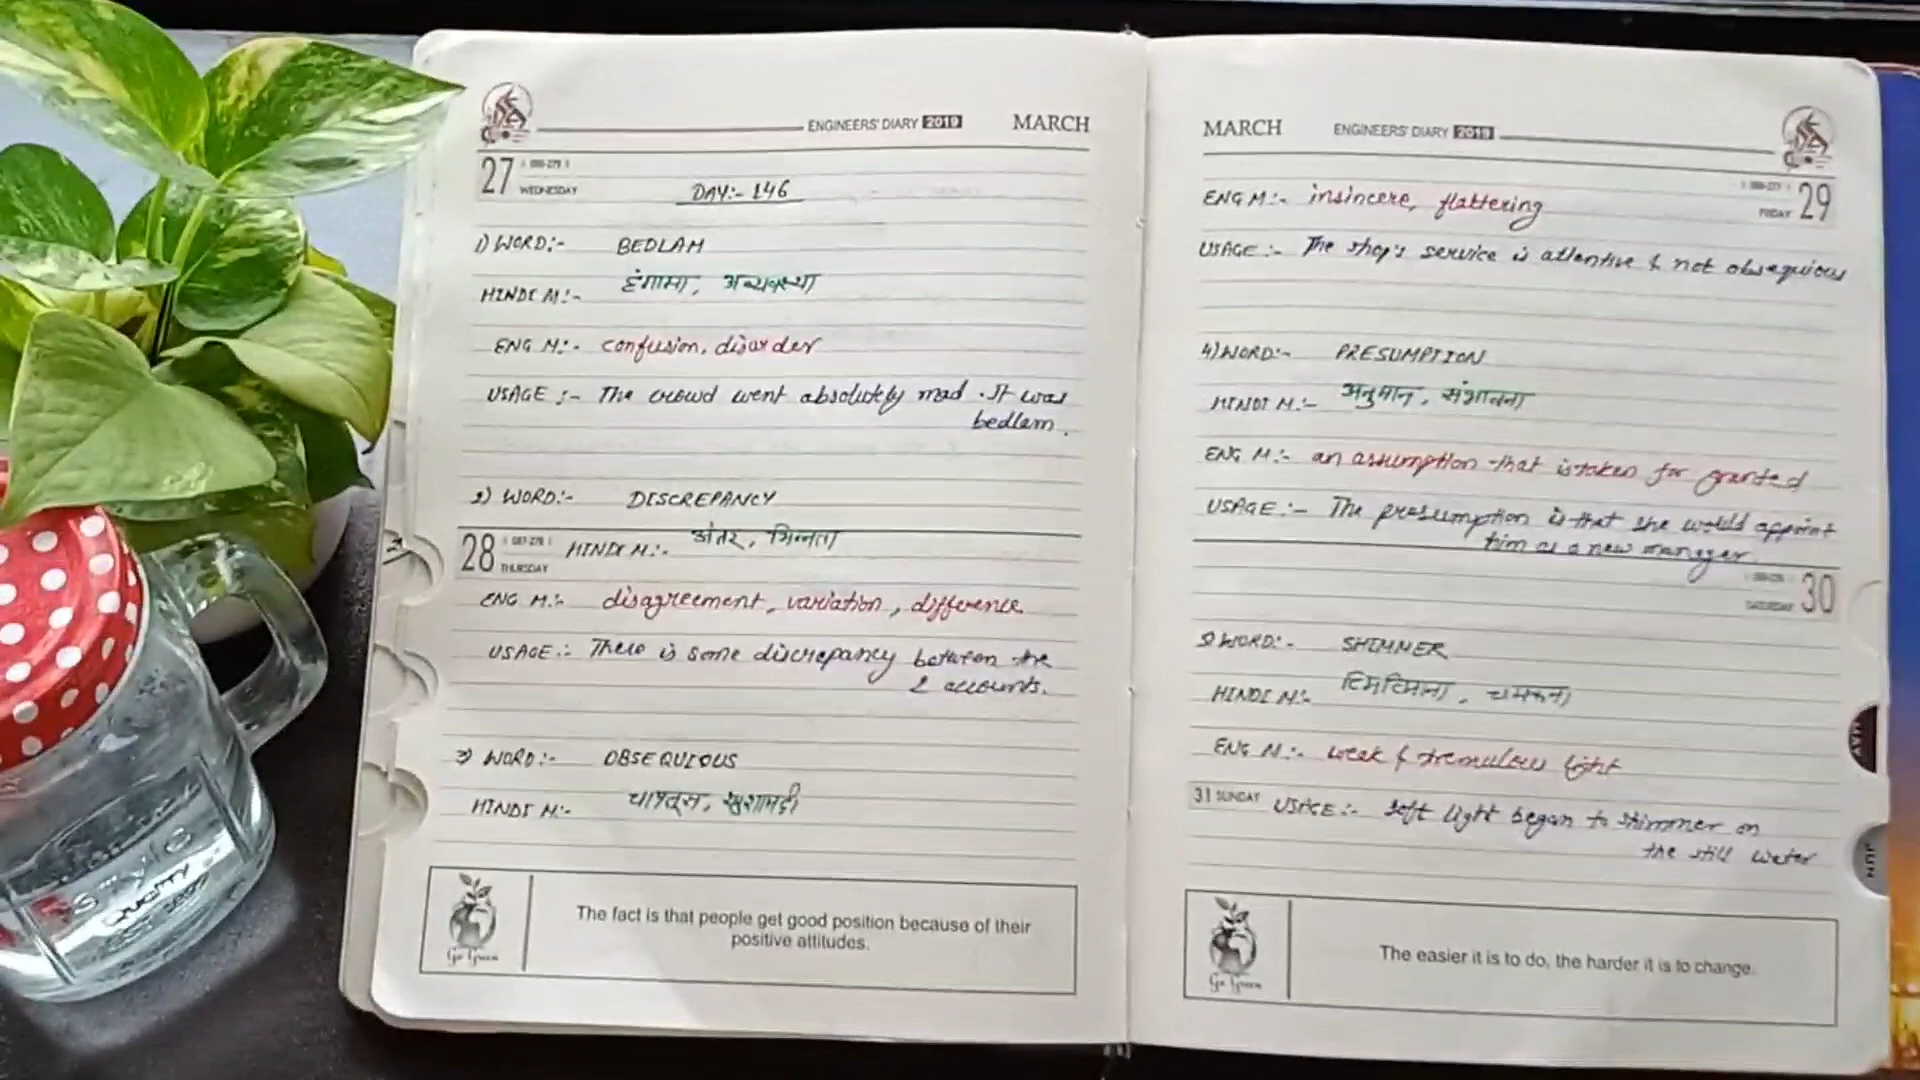 ENGINEERS' DIARY 2019 MARCH
27 WEDNESDAY
DAY:- 146
1) WORD:- BEDLAM
HINDI M:- हंगामा, अव्यवस्था
ENG M:- confusion, disorder
USAGE:- The crowd went absolutely mad. It was
bedlam.
2) WORD:- DISCREPANCY
28 THURSDAY HINDI M:- अंतर, भिन्नता
ENG M:- disagreement, variation, difference
USAGE:- There is some discrepancy between the
2 accounts.
3) WORD:- OBSEQUIOUS
HINDI M:- चापलूस, खुशामदी
Go Green
The fact is that people get good position because of their
positive attitudes.
MARCH ENGINEERS' DIARY 2019
29 FRIDAY
ENG M:- insincere, flattering
USAGE:- The shop's service is attentive & not obsequious
4) WORD:- PRESUMPTION
HINDI M:- अनुमान, संभावना
ENG M:- an assumption that is taken for granted
USAGE:- The presumption is that she would appoint
him as a new manager.
30 SATURDAY
5) WORD:- SHIMMER
HINDI M:- टिमटिमाना, चमकना
ENG M:- weak & tremulous light
31 SUNDAY USAGE:- Soft light began to shimmer on
the still water
Go Green
The easier it is to do, the harder it is to change.
MAY
JUN
QUALITY